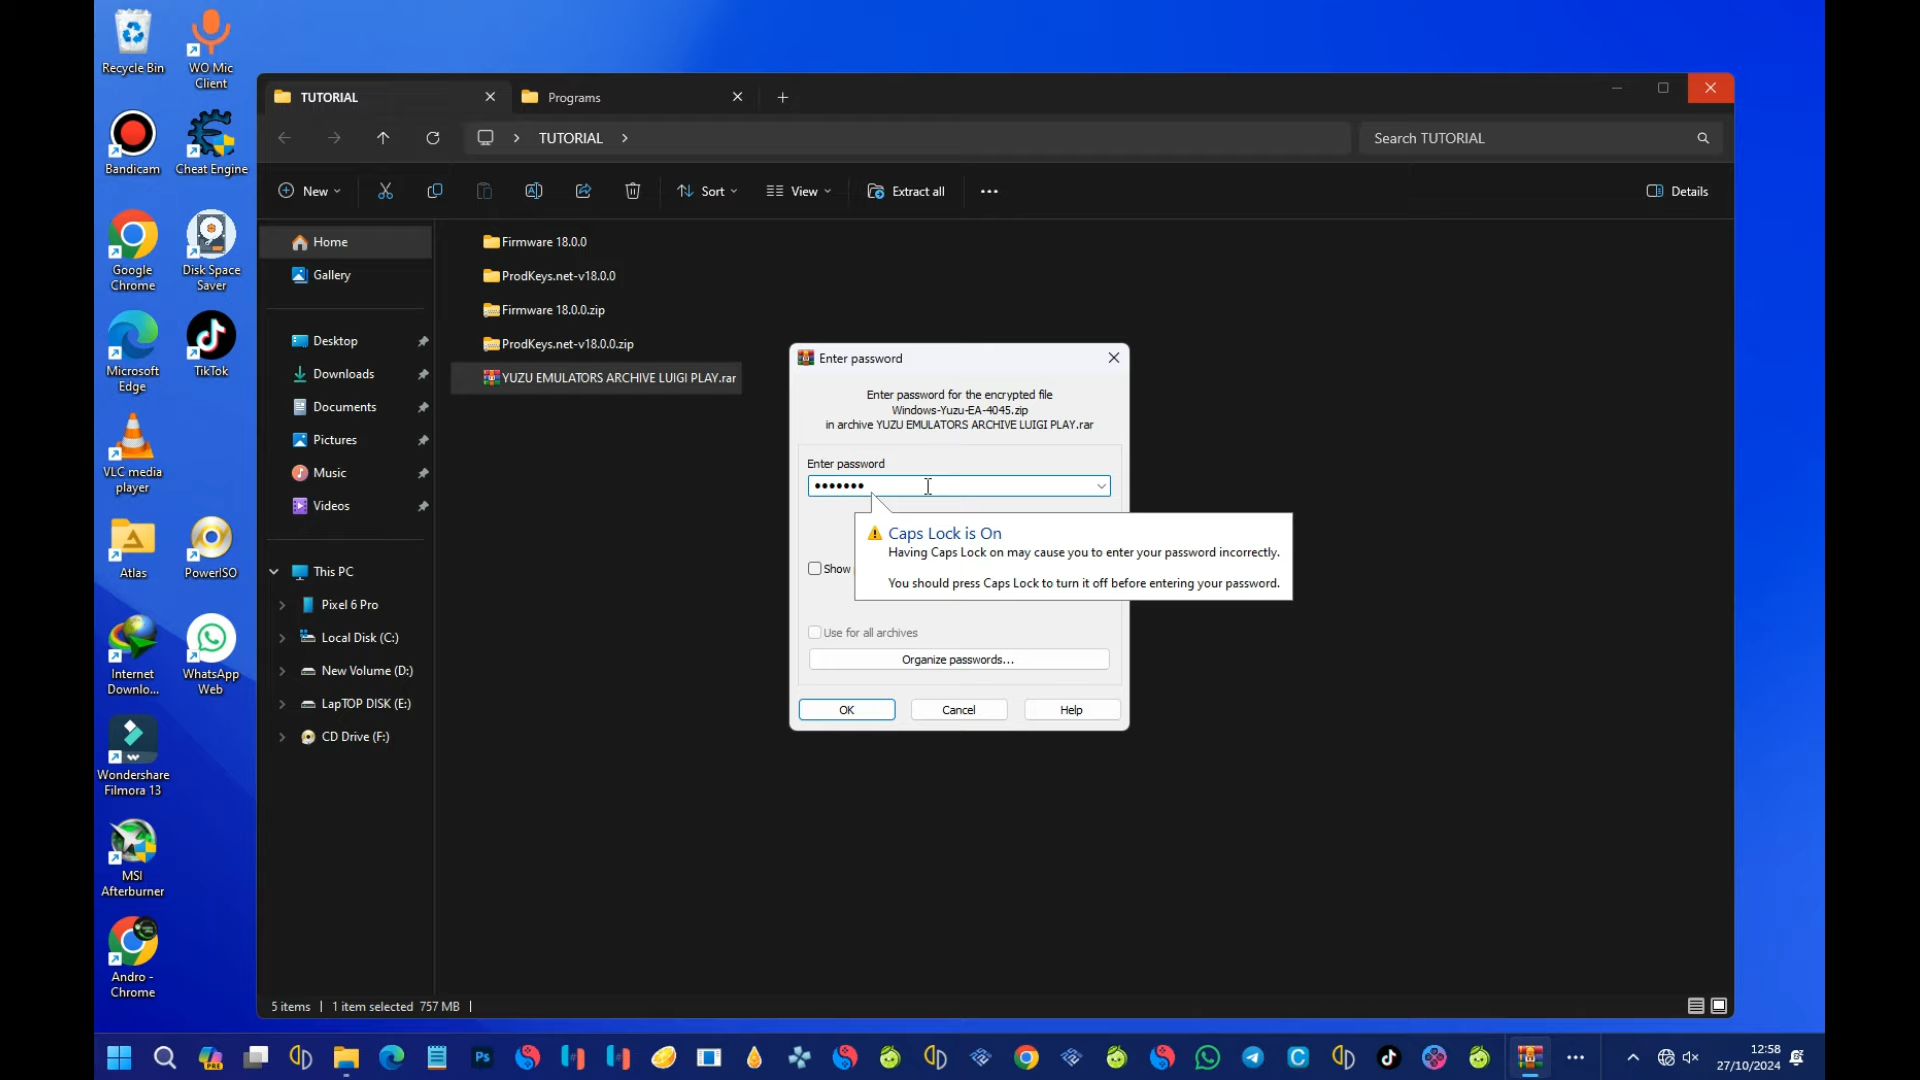 Recycle Bin
WO Mic
Client
Bandicam
Cheat Engine
Google
Chrome
Disk Space
Saver
Microsoft
Edge
TikTok
VLC media
player
Atlas
PowerISO
Internet
Downlo...
WhatsApp
Web
Wondershare
Filmora 13
MSI
Afterburner
Andro -
Chrome
TUTORIAL
Programs
TUTORIAL
Search TUTORIAL
New
Sort
View
Extract all
Details
Home
Gallery
Desktop
Downloads
Documents
Pictures
Music
Videos
This PC
Pixel 6 Pro
Local Disk (C:)
New Volume (D:)
LapTOP DISK (E:)
CD Drive (F:)
Firmware 18.0.0
ProdKeys.net-v18.0.0
Firmware 18.0.0.zip
ProdKeys.net-v18.0.0.zip
YUZU EMULATORS ARCHIVE LUIGI PLAY.rar
Enter password
Enter password for the encrypted file
Windows-Yuzu-EA-4045.zip
in archive YUZU EMULATORS ARCHIVE LUIGI PLAY.rar
Enter password
•••••••
Caps Lock is On
Having Caps Lock on may cause you to enter your password incorrectly.
You should press Caps Lock to turn it off before entering your password.
Show
Use for all archives
Organize passwords...
OK
Cancel
Help
5 items
1 item selected 757 MB
PRE
Ps
C
12:58
27/10/2024